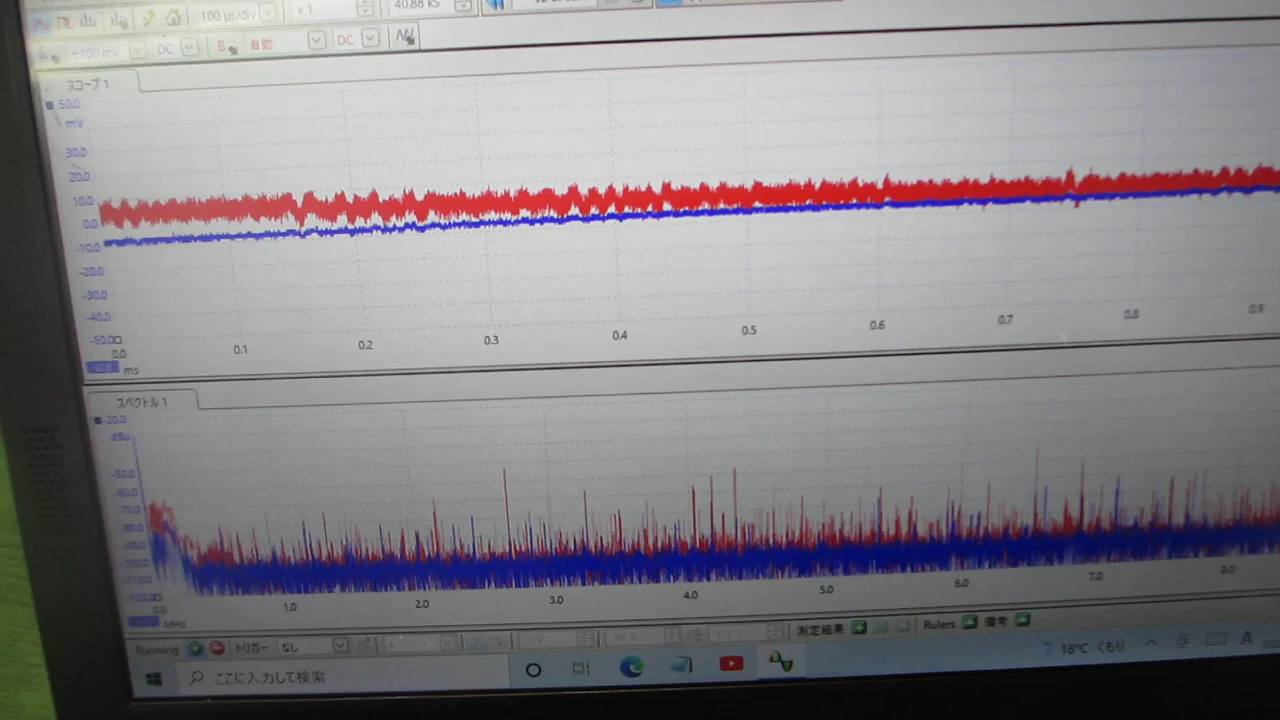 100 µs/div x 1 40.88 kS
±100 mV DC B 自動 DC
スコープ 1
50.0
mV
30.0
20.0
10.0
0.0
-10.0
-20.0
-30.0
-40.0
-50.0
0.0 0.1 0.2 0.3 0.4 0.5 0.6 0.7 0.8 0.9
ms
スペクトル 1
-20.0
dBu
-50.0
-60.0
-70.0
-80.0
-90.0
-100.0
-110.0
-120.0
0.0 1.0 2.0 3.0 4.0 5.0 6.0 7.0 8.0
MHz
Running トリガー なし 測定結果 Rulers 備考
ここに入力して検索 18°C くもり A